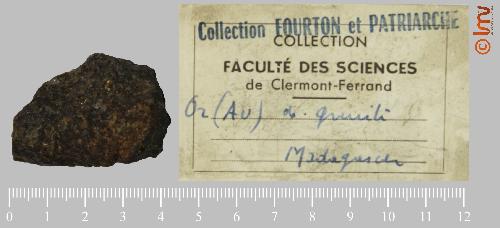 Collection FOURTON et PATRIARCHE
COLLECTION
FACULTÉ DES SCIENCES
de Clermont-Ferrand
Or (Au)
Madagascar
© lmv
0 1 2 3 4 5 6 7 8 9 10 11 12